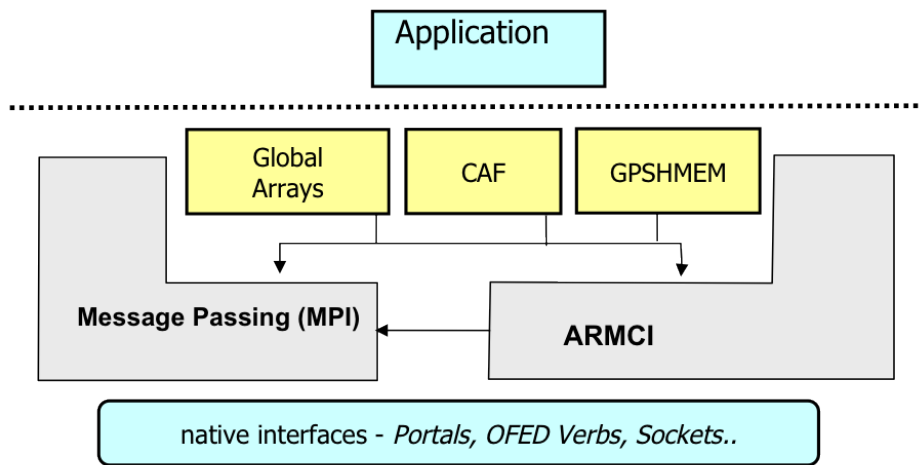 Application
Global
Arrays
CAF
GPSHMEM
Message Passing (MPI)
ARMCI
native interfaces - Portals, OFED Verbs, Sockets..